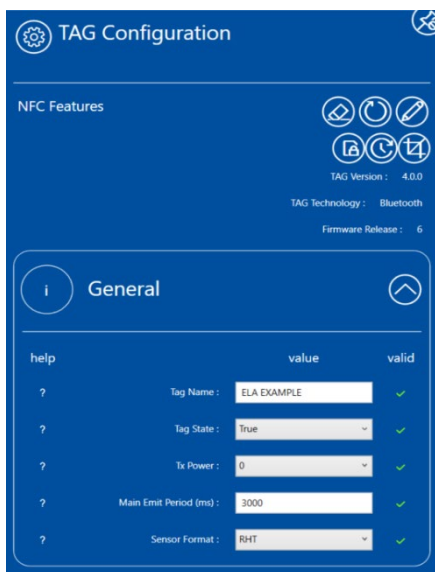 TAG Configuration
NFC Features
TAG Version : 4.0.0
TAG Technology : Bluetooth
Firmware Release : 6
i General
help value valid
? Tag Name : ELA EXAMPLE
? Tag State : True
? Tx Power : 0
? Main Emit Period (ms) : 3000
? Sensor Format : RHT